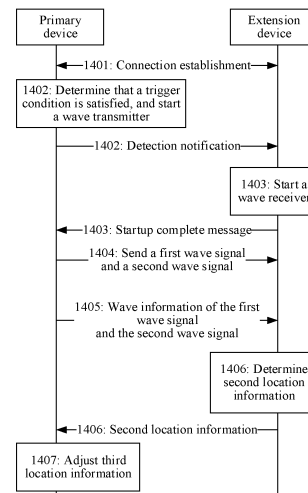 Primary
device
Extension
device
1401: Connection establishment
1402: Determine that a trigger
condition is satisfied, and start
a wave transmitter
1402: Detection notification
1403: Start a
wave receiver
1403: Startup complete message
1404: Send a first wave signal
and a second wave signal
1405: Wave information of the first
wave signal
and the second wave signal
1406: Determine
second location
information
1406: Second location information
1407: Adjust third
location information